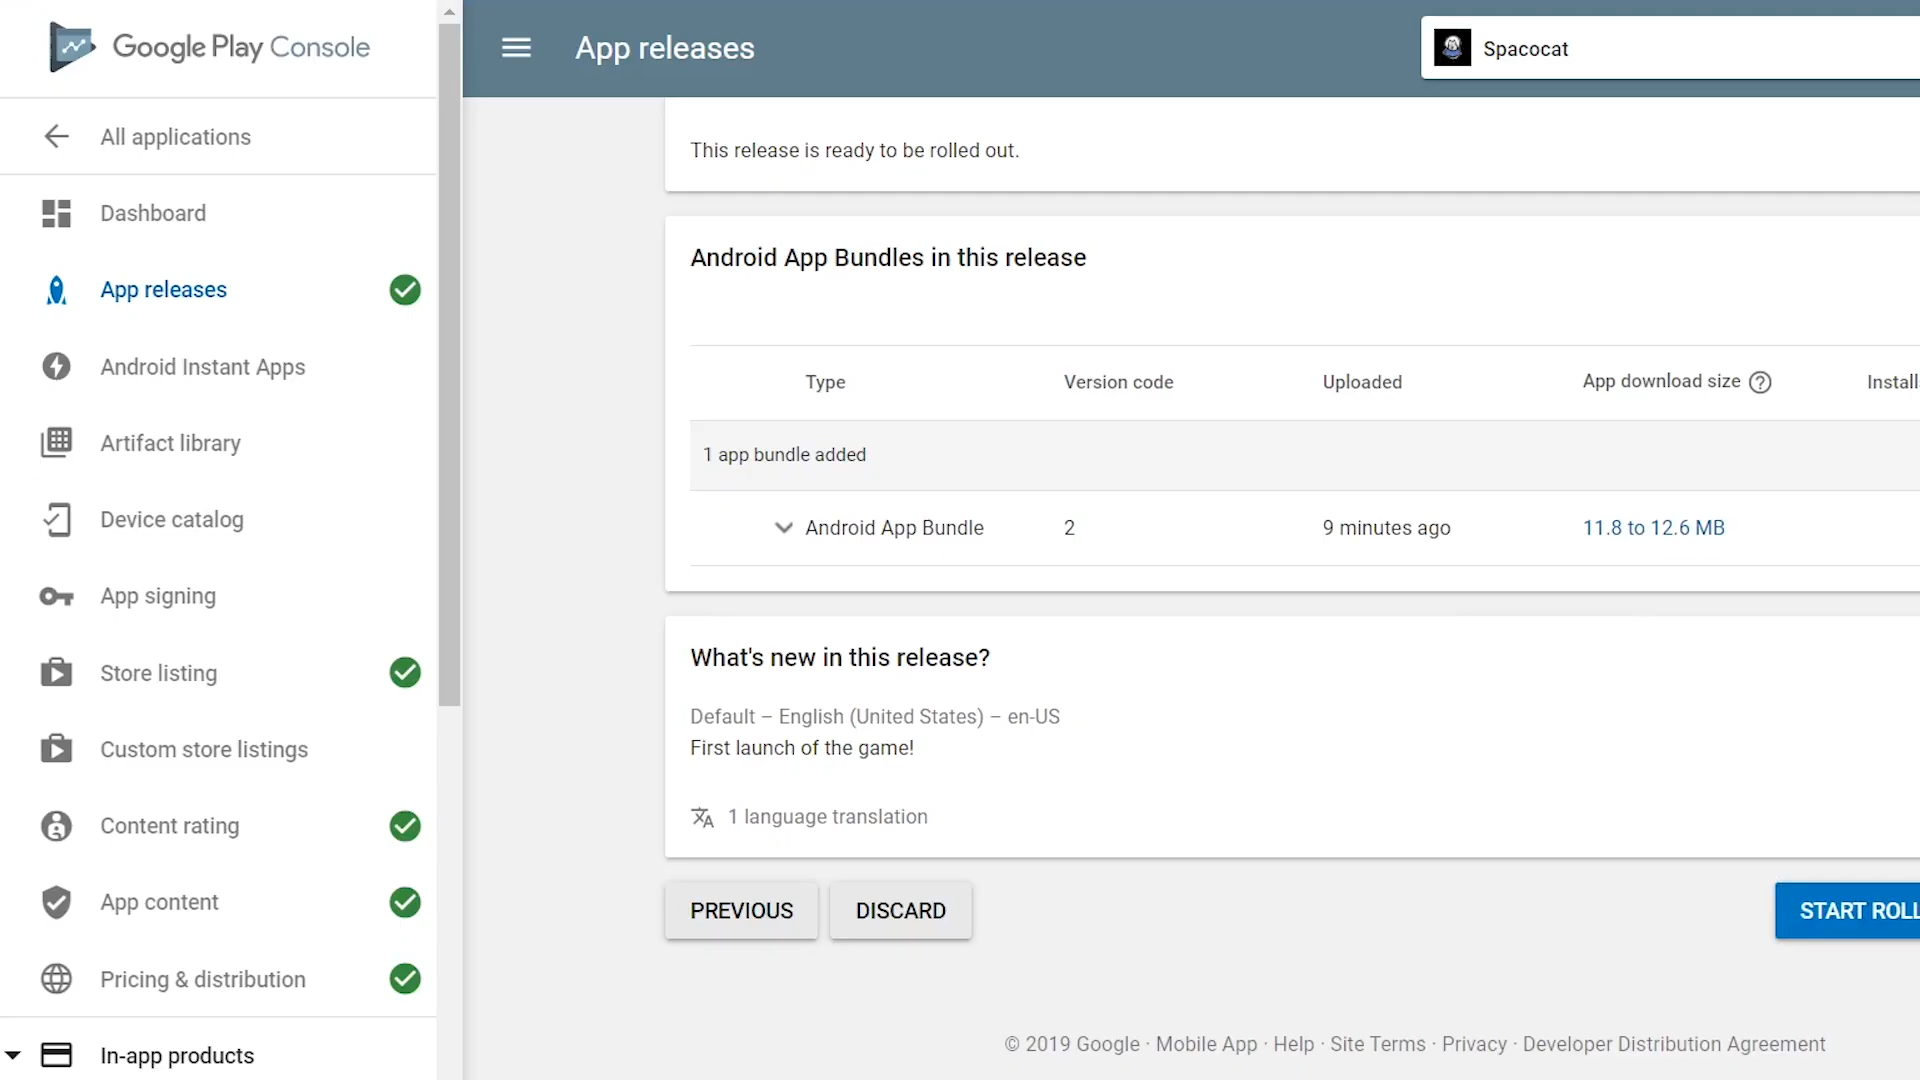 Google Play Console
All applications
Dashboard
App releases
Android Instant Apps
Artifact library
Device catalog
App signing
Store listing
Custom store listings
Content rating
App content
Pricing & distribution
In-app products
App releases
Spacocat
This release is ready to be rolled out.
Android App Bundles in this release
Type Version code Uploaded App download size ? Install
1 app bundle added
Android App Bundle 2 9 minutes ago 11.8 to 12.6 MB
What's new in this release?
Default – English (United States) – en-US
First launch of the game!
1 language translation
PREVIOUS DISCARD START ROLL
© 2019 Google · Mobile App · Help · Site Terms · Privacy · Developer Distribution Agreement